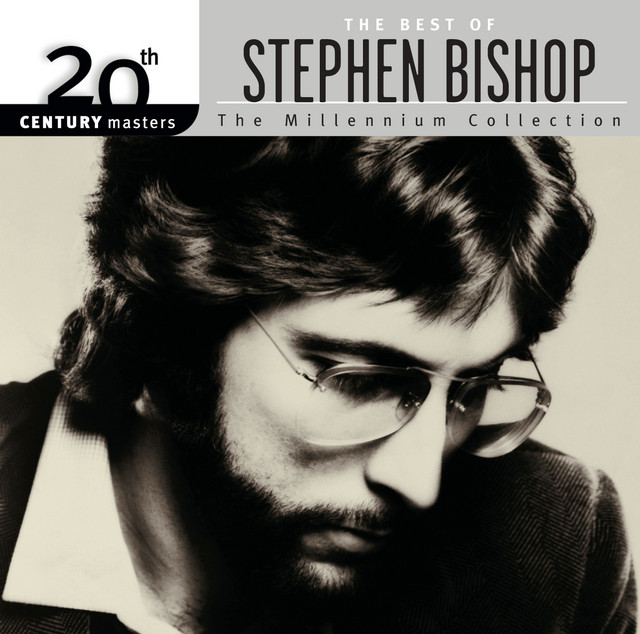 20th
CENTURY masters
THE BEST OF
STEPHEN BISHOP
The Millennium Collection